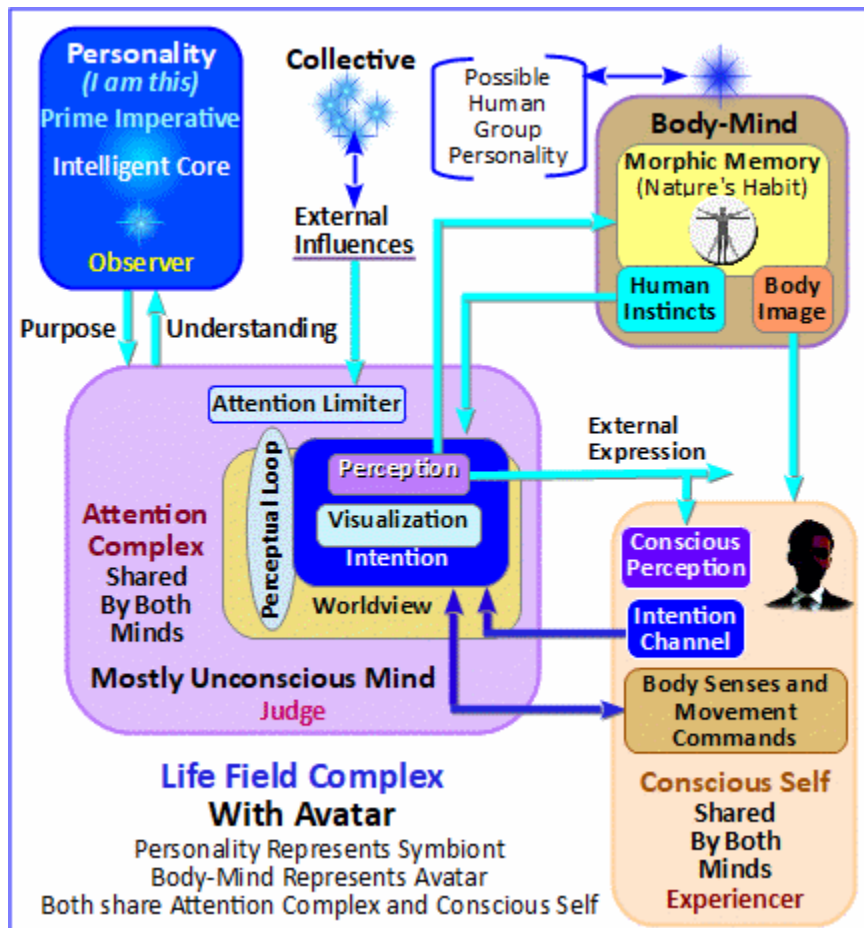 Personality
(I am this)
Prime Imperative
Intelligent Core
Observer
Collective
External
Influences
Possible
Human
Group
Personality
Body-Mind
Morphic Memory
(Nature's Habit)
Human
Instincts
Body
Image
Purpose
Understanding
Attention Limiter
Perceptual Loop
Perception
Visualization
Intention
Worldview
Attention
Complex
Shared
By Both
Minds
Mostly Unconscious Mind
Judge
External
Expression
Conscious
Perception
Intention
Channel
Body Senses and
Movement
Commands
Conscious Self
Shared
By Both
Minds
Experiencer
Life Field Complex
With Avatar
Personality Represents Symbiont
Body-Mind Represents Avatar
Both share Attention Complex and Conscious Self